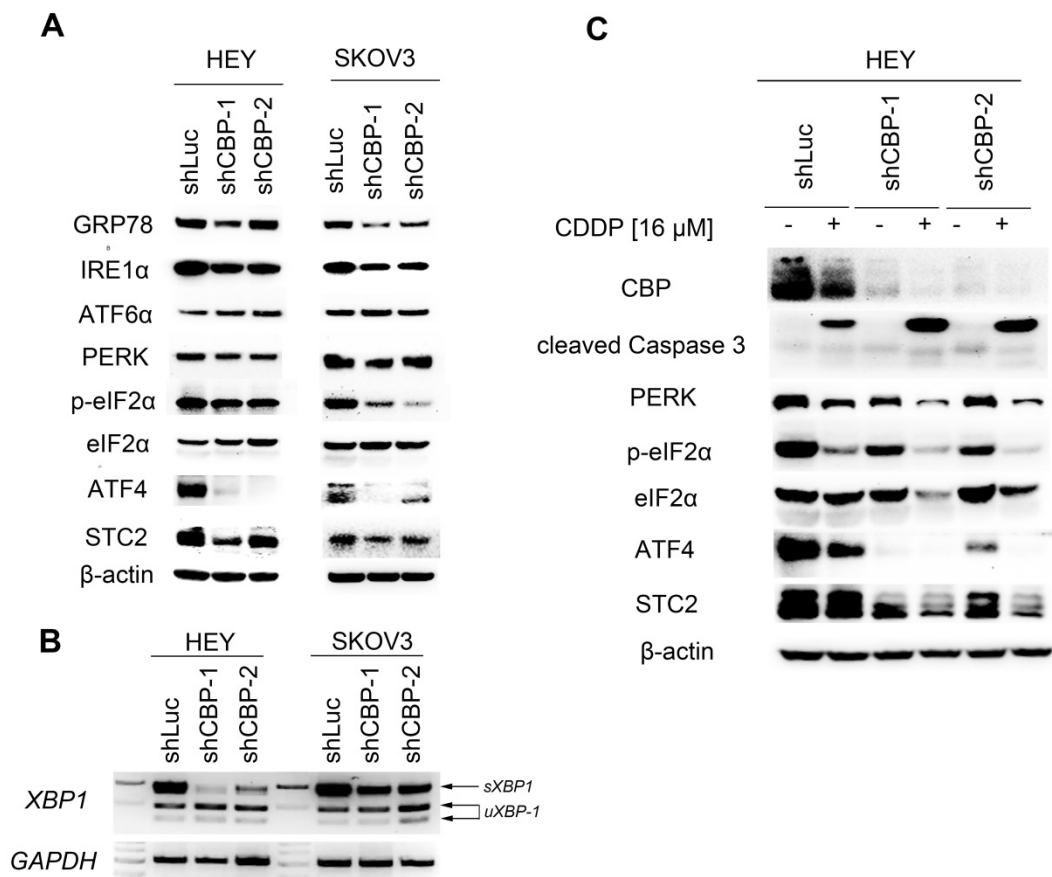 A
HEY
SKOV3
shLuc
shCBP-1
shCBP-2
shLuc
shCBP-1
shCBP-2
GRP78
IRE1α
ATF6α
PERK
p-eIF2α
eIF2α
ATF4
STC2
β-actin
B
HEY
SKOV3
shLuc
shCBP-1
shCBP-2
shLuc
shCBP-1
shCBP-2
XBP1
sXBP1
uXBP-1
GAPDH
C
HEY
shLuc
shCBP-1
shCBP-2
CDDP [16 µM] - + - + - +
CBP
cleaved Caspase 3
PERK
p-eIF2α
eIF2α
ATF4
STC2
β-actin